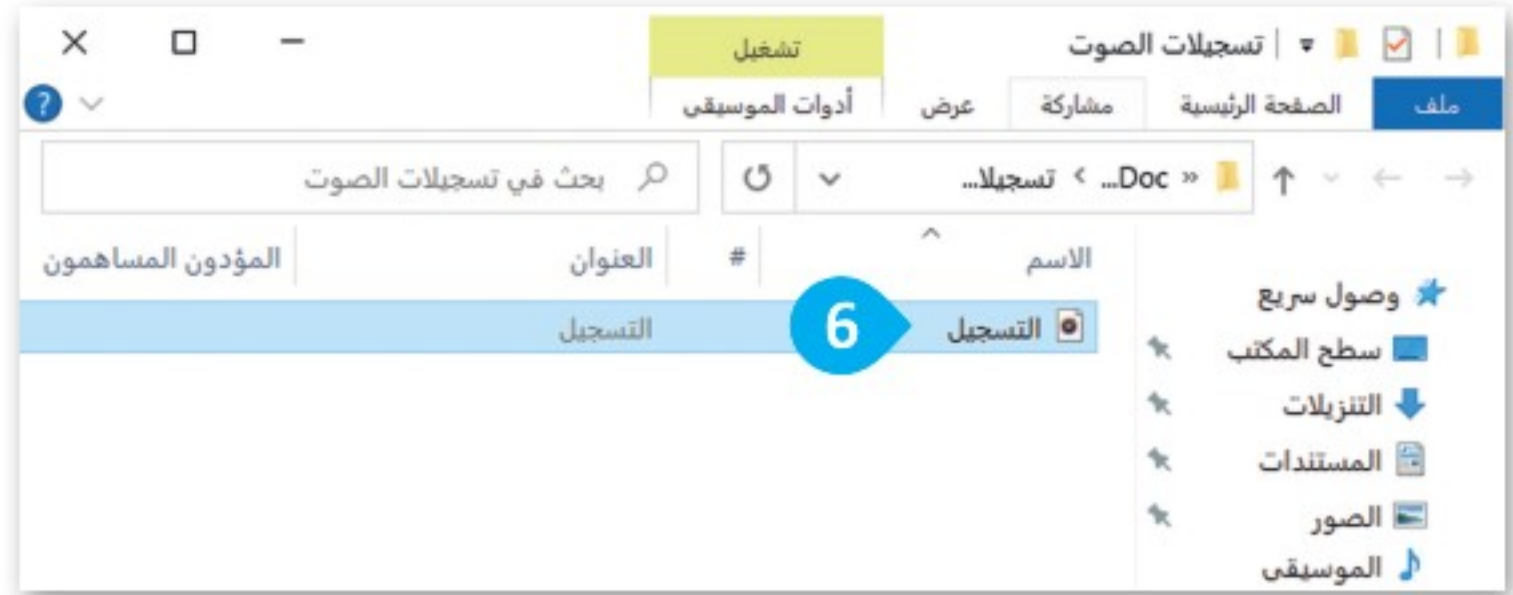 تسجيلات الصوت
تشغيل
ملف الصفحة الرئيسية مشاركة عرض أدوات الموسيقى
?
« Doc... › تسجيلا...
بحث في تسجيلات الصوت
الاسم # العنوان المؤدون المساهمون
6
التسجيل التسجيل
وصول سريع
سطح المكتب
التنزيلات
المستندات
الصور
الموسيقى